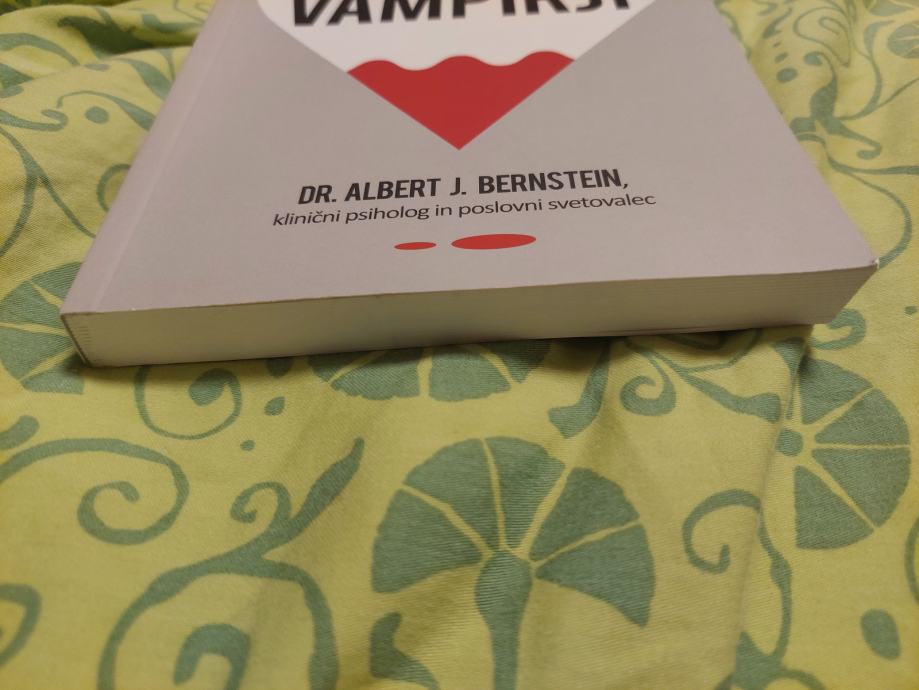 VAMPIRJI
DR. ALBERT J. BERNSTEIN,
klinični psiholog in poslovni svetovalec